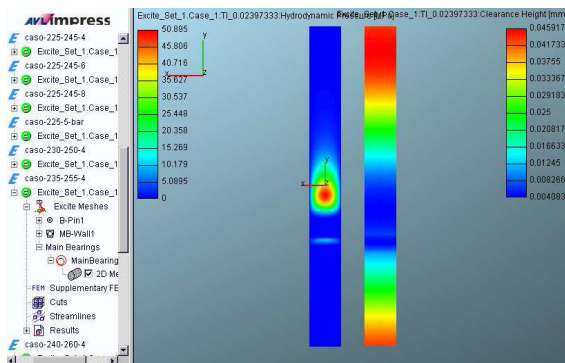 AVL impress
caso-225-245-4
Excite_Set_1.Case_1
caso-225-245-6
Excite_Set_1.Case_1
caso-225-245-8
Excite_Set_1.Case_1
caso-225-5-bar
Excite_Set_1.Case_1
caso-230-250-4
Excite_Set_1.Case_1
caso-235-255-4
Excite_Set_1.Case_1
Excite Meshes
B-Pin1
MB-Wall1
Main Bearings
MainBearing
2D Me
FEM Supplementary FE
Cuts
Streamlines
Results
caso-240-260-4
Excite_Set_1.Case_1:TI_0.02397333:Hydrodynamic
Case_1:TI_0.02397333:Clearance Height [mm
50.895
45.806
40.716
35.627
30.537
25.448
20.358
15.269
10.179
5.0895
0
y
x
z
y
x
z
0.045917
0.041733
0.03755
0.033367
0.029183
0.025
0.020817
0.016633
0.01245
0.008266
0.004083